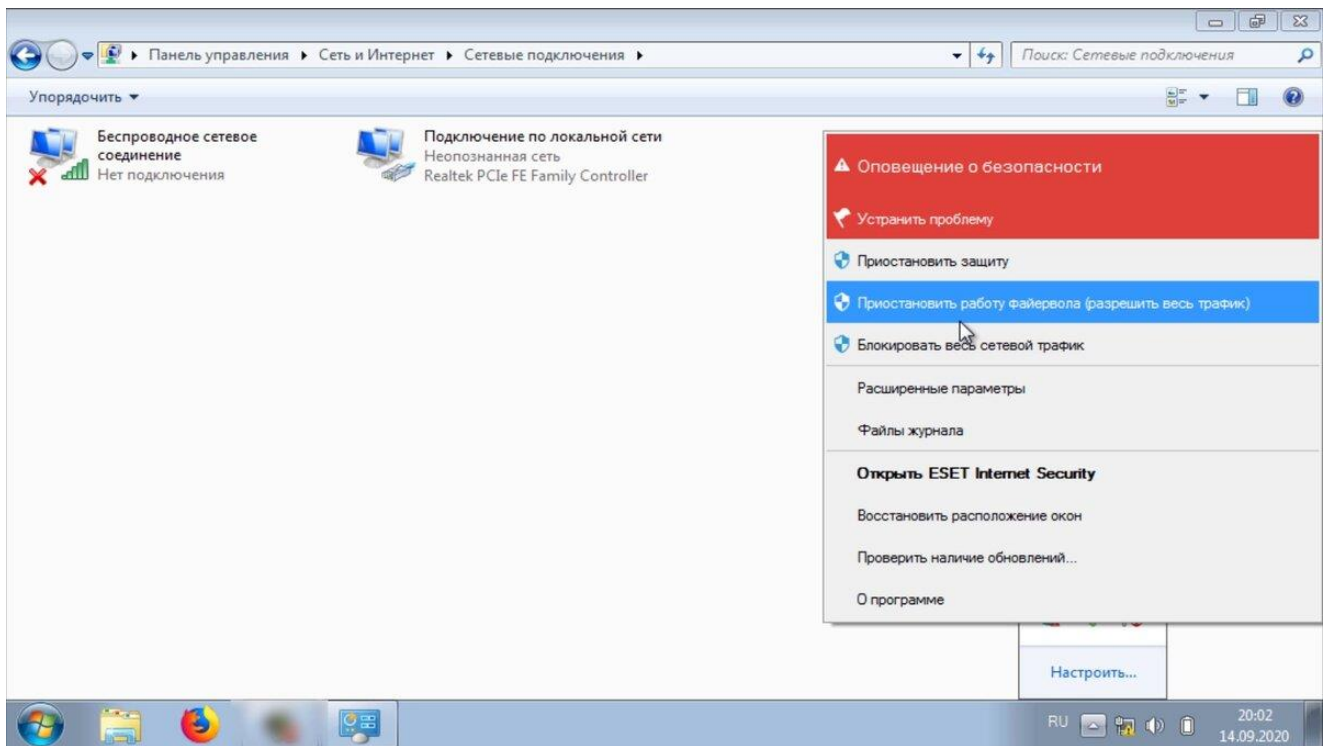 Панель управления ▸ Сеть и Интернет ▸ Сетевые подключения ▸
Поиск: Сетевые подключения
Упорядочить
Беспроводное сетевое
соединение
Нет подключения
Подключение по локальной сети
Неопознанная сеть
Realtek PCIe FE Family Controller
Оповещение о безопасности
Устранить проблему
Приостановить защиту
Приостановить работу файервола (разрешить весь трафик)
Блокировать весь сетевой трафик
Расширенные параметры
Файлы журнала
Открыть ESET Internet Security
Восстановить расположение окон
Проверить наличие обновлений...
О программе
Настроить...
RU
20:02
14.09.2020